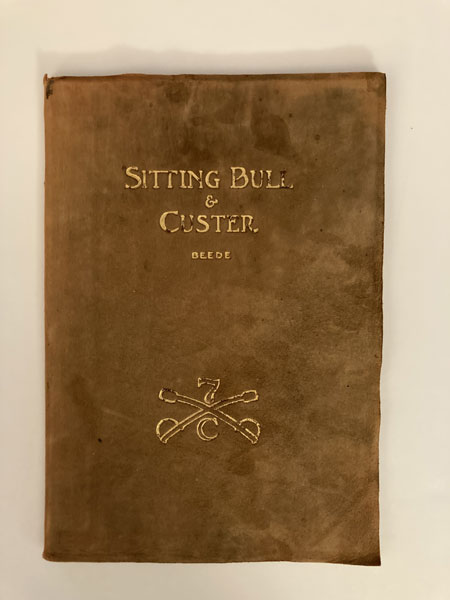 SITTING BULL
&
CUSTER.
BEEDE
7
C